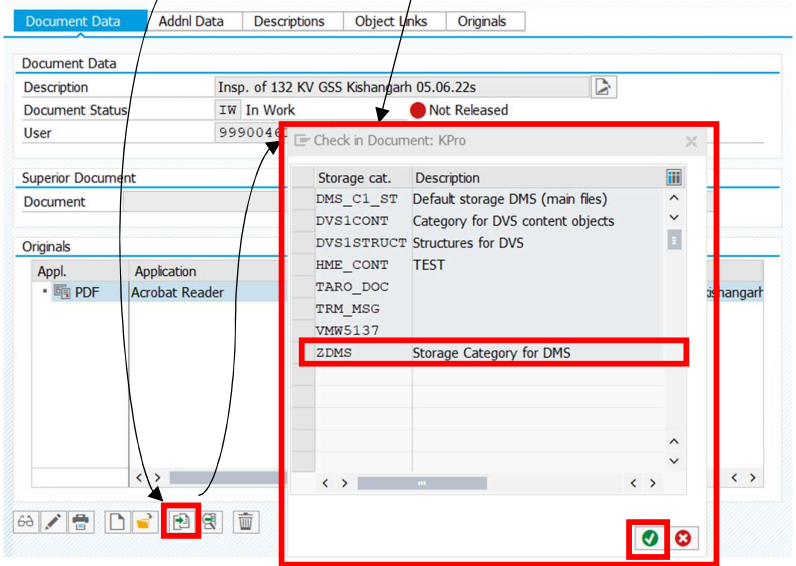 Document Data Addnl Data Descriptions Object Links Originals
Document Data
Description Insp. of 132 KV GSS Kishangarh 05.06.22s
Document Status IW In Work Not Released
User
Check in Document: KPro
Superior Document
Document
Storage cat. Description
DMS_C1_ST Default storage DMS (main files)
DVS1CONT Category for DVS content objects
DVS1STRUCT Structures for DVS
HME_CONT TEST
TARO_DOC
TRM_MSG
VMW5137
ZDMS Storage Category for DMS
Originals
Appl. Application
PDF Acrobat Reader